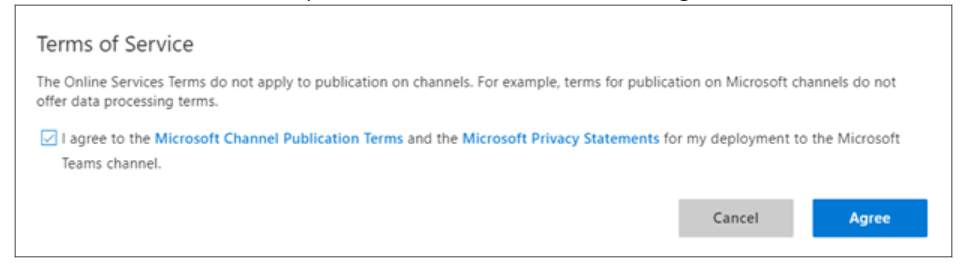 Terms of Service
The Online Services Terms do not apply to publication on channels. For example, terms for publication on Microsoft channels do not
offer data processing terms.
I agree to the Microsoft Channel Publication Terms and the Microsoft Privacy Statements for my deployment to the Microsoft
Teams channel.
Cancel Agree